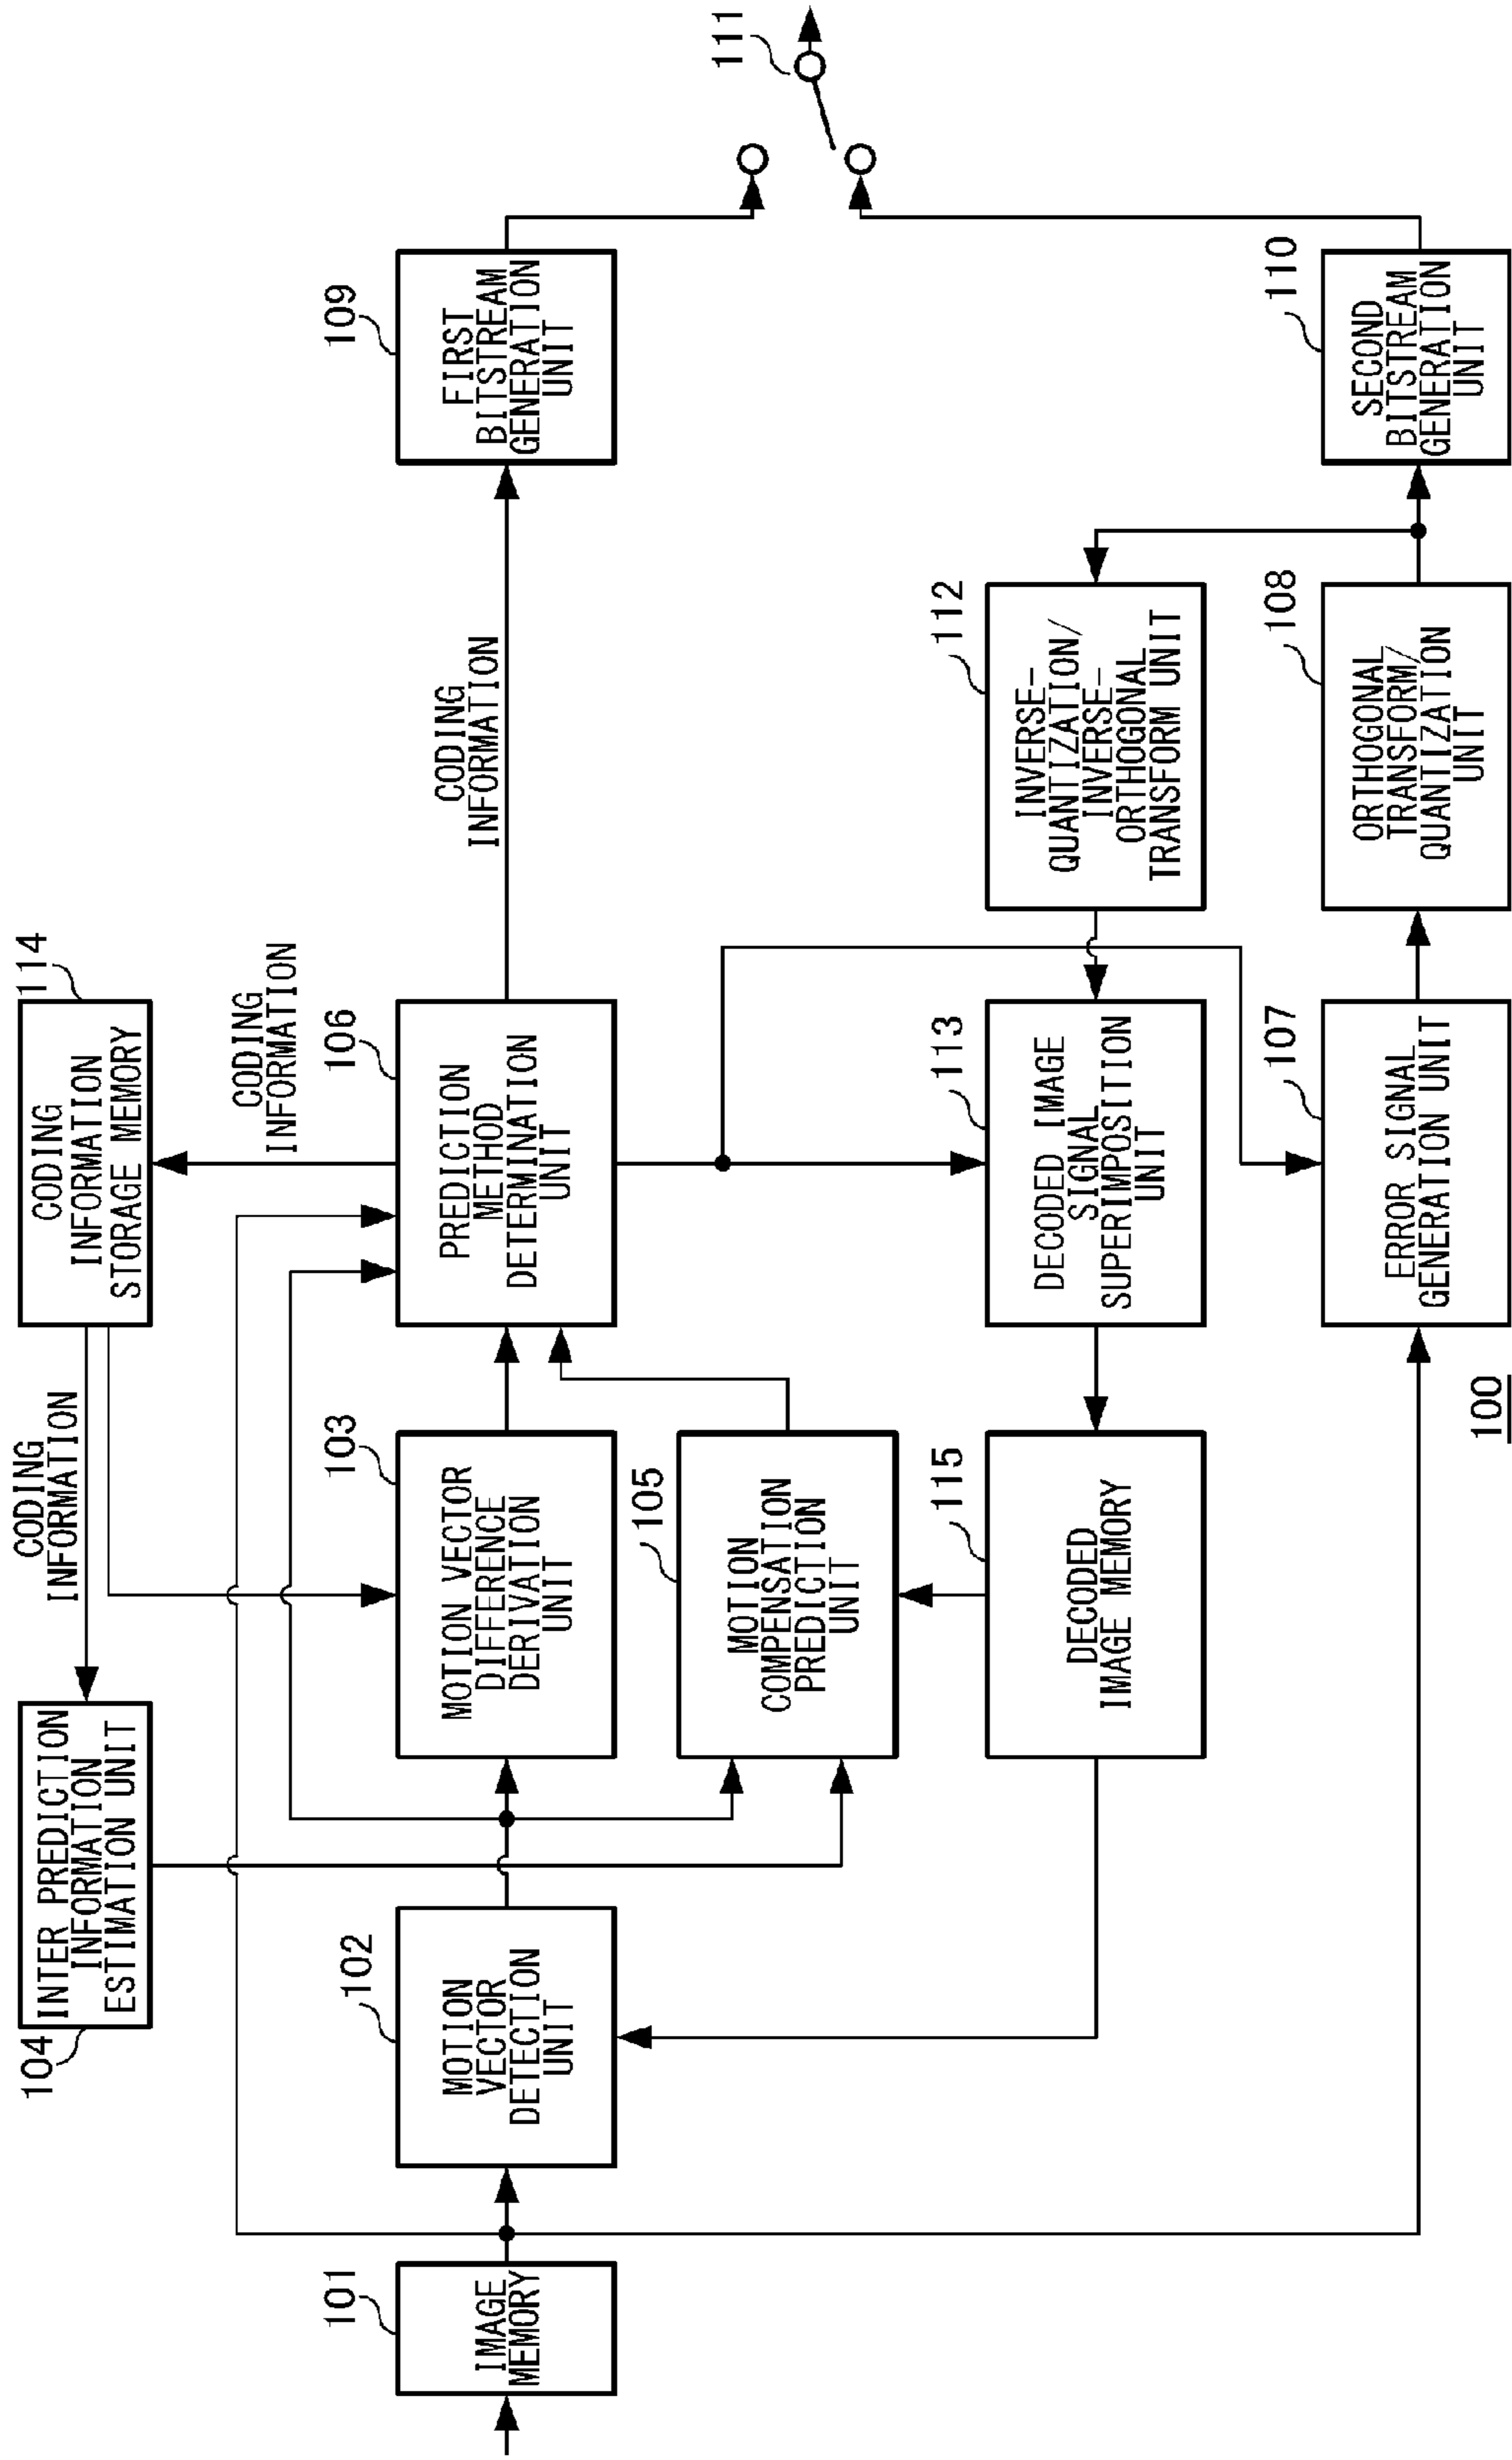 104
INTER PREDICTION
INFORMATION
ESTIMATION UNIT
CODING
INFORMATION
114
CODING
INFORMATION
STORAGE MEMORY
CODING
INFORMATION
101
IMAGE
MEMORY
102
MOTION
VECTOR
DETECTION
UNIT
103
MOTION VECTOR
DIFFERENCE
DERIVATION
UNIT
106
PREDICTION
METHOD
DETERMINATION
UNIT
CODING
INFORMATION
109
FIRST
BITSTREAM
GENERATION
UNIT
105
MOTION
COMPENSATION
PREDICTION
UNIT
111
115
DECODED
IMAGE MEMORY
113
DECODED IMAGE
SIGNAL
SUPERIMPOSITION
UNIT
112
INVERSE-
QUANTIZATION/
INVERSE-
ORTHOGONAL
TRANSFORM UNIT
107
ERROR SIGNAL
GENERATION UNIT
108
ORTHOGONAL
TRANSFORM/
QUANTIZATION
UNIT
110
SECOND
BITSTREAM
GENERATION
UNIT
100